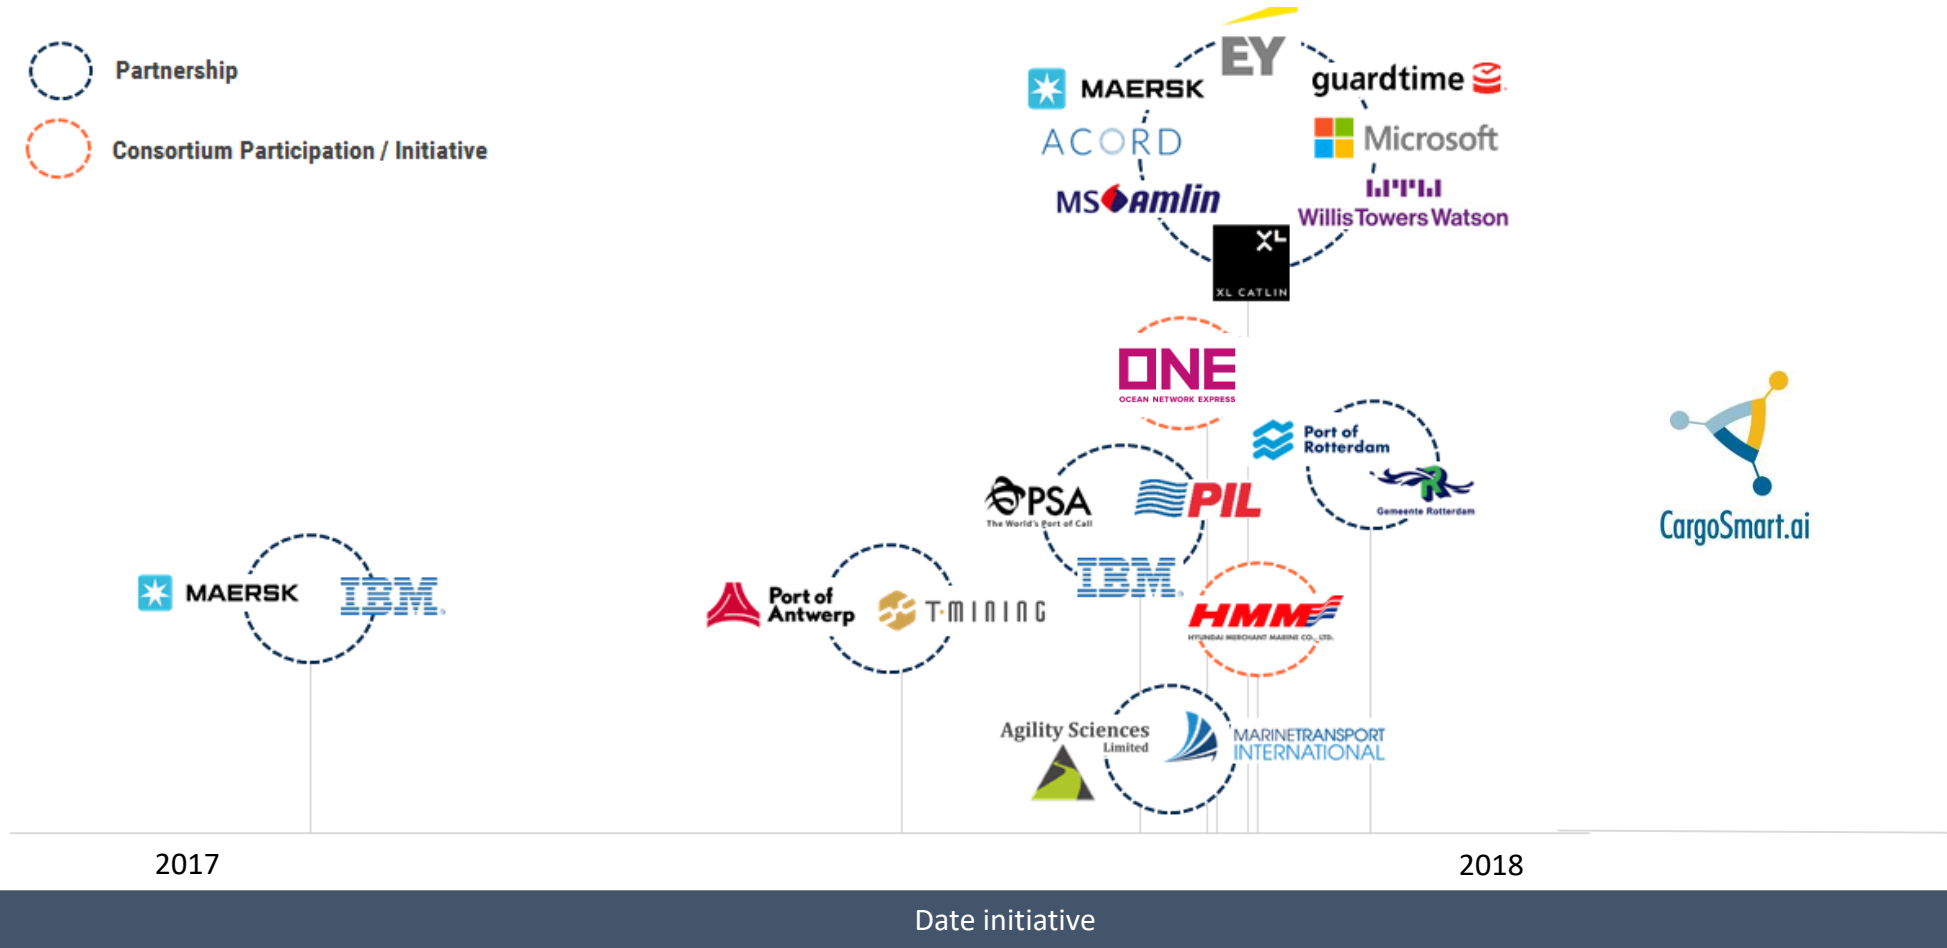 Partnership
Consortium Participation / Initiative
EY
MAERSK
guardtime
ACORD
Microsoft
MS Amlin
Willis Towers Watson
XL
XL CATLIN
ONE
OCEAN NETWORK EXPRESS
Port of
Rotterdam
Gemeente Rotterdam
PSA
The World's Port of Call
PIL
IBM
CargoSmart.ai
MAERSK
IBM
Port of
Antwerp
T-MINING
HMM
HYUNDAI MERCHANT MARINE CO., LTD.
Agility Sciences
Limited
MARINETRANSPORT
INTERNATIONAL
2017
2018
Date initiative